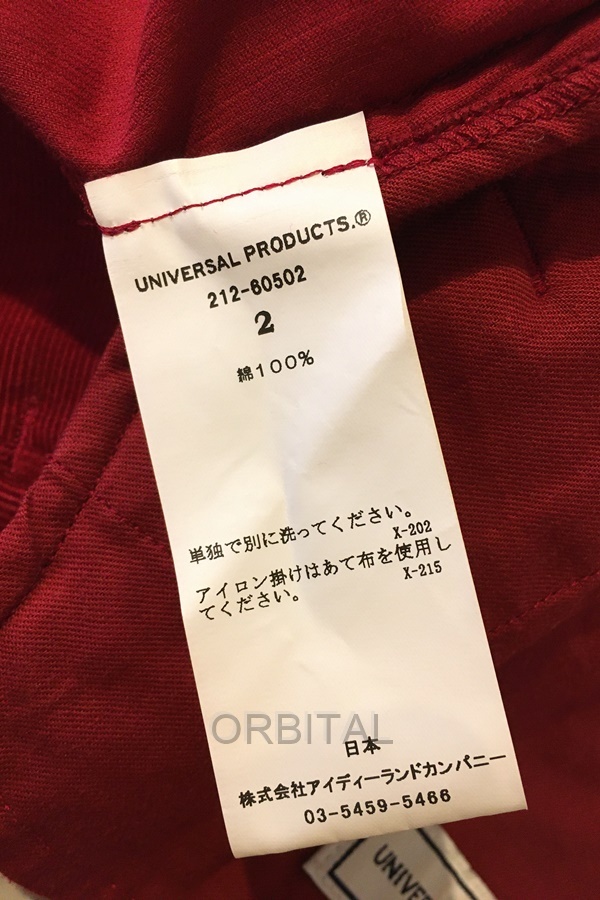 UNIVERSAL PRODUCTS.®
212-60502
2
綿100%
単独で別に洗ってください。
X-202
アイロン掛けはあて布を使用し
てください。
X-215
ORBITAL
日本
株式会社アイディーランドカンパニー
03-5459-5466